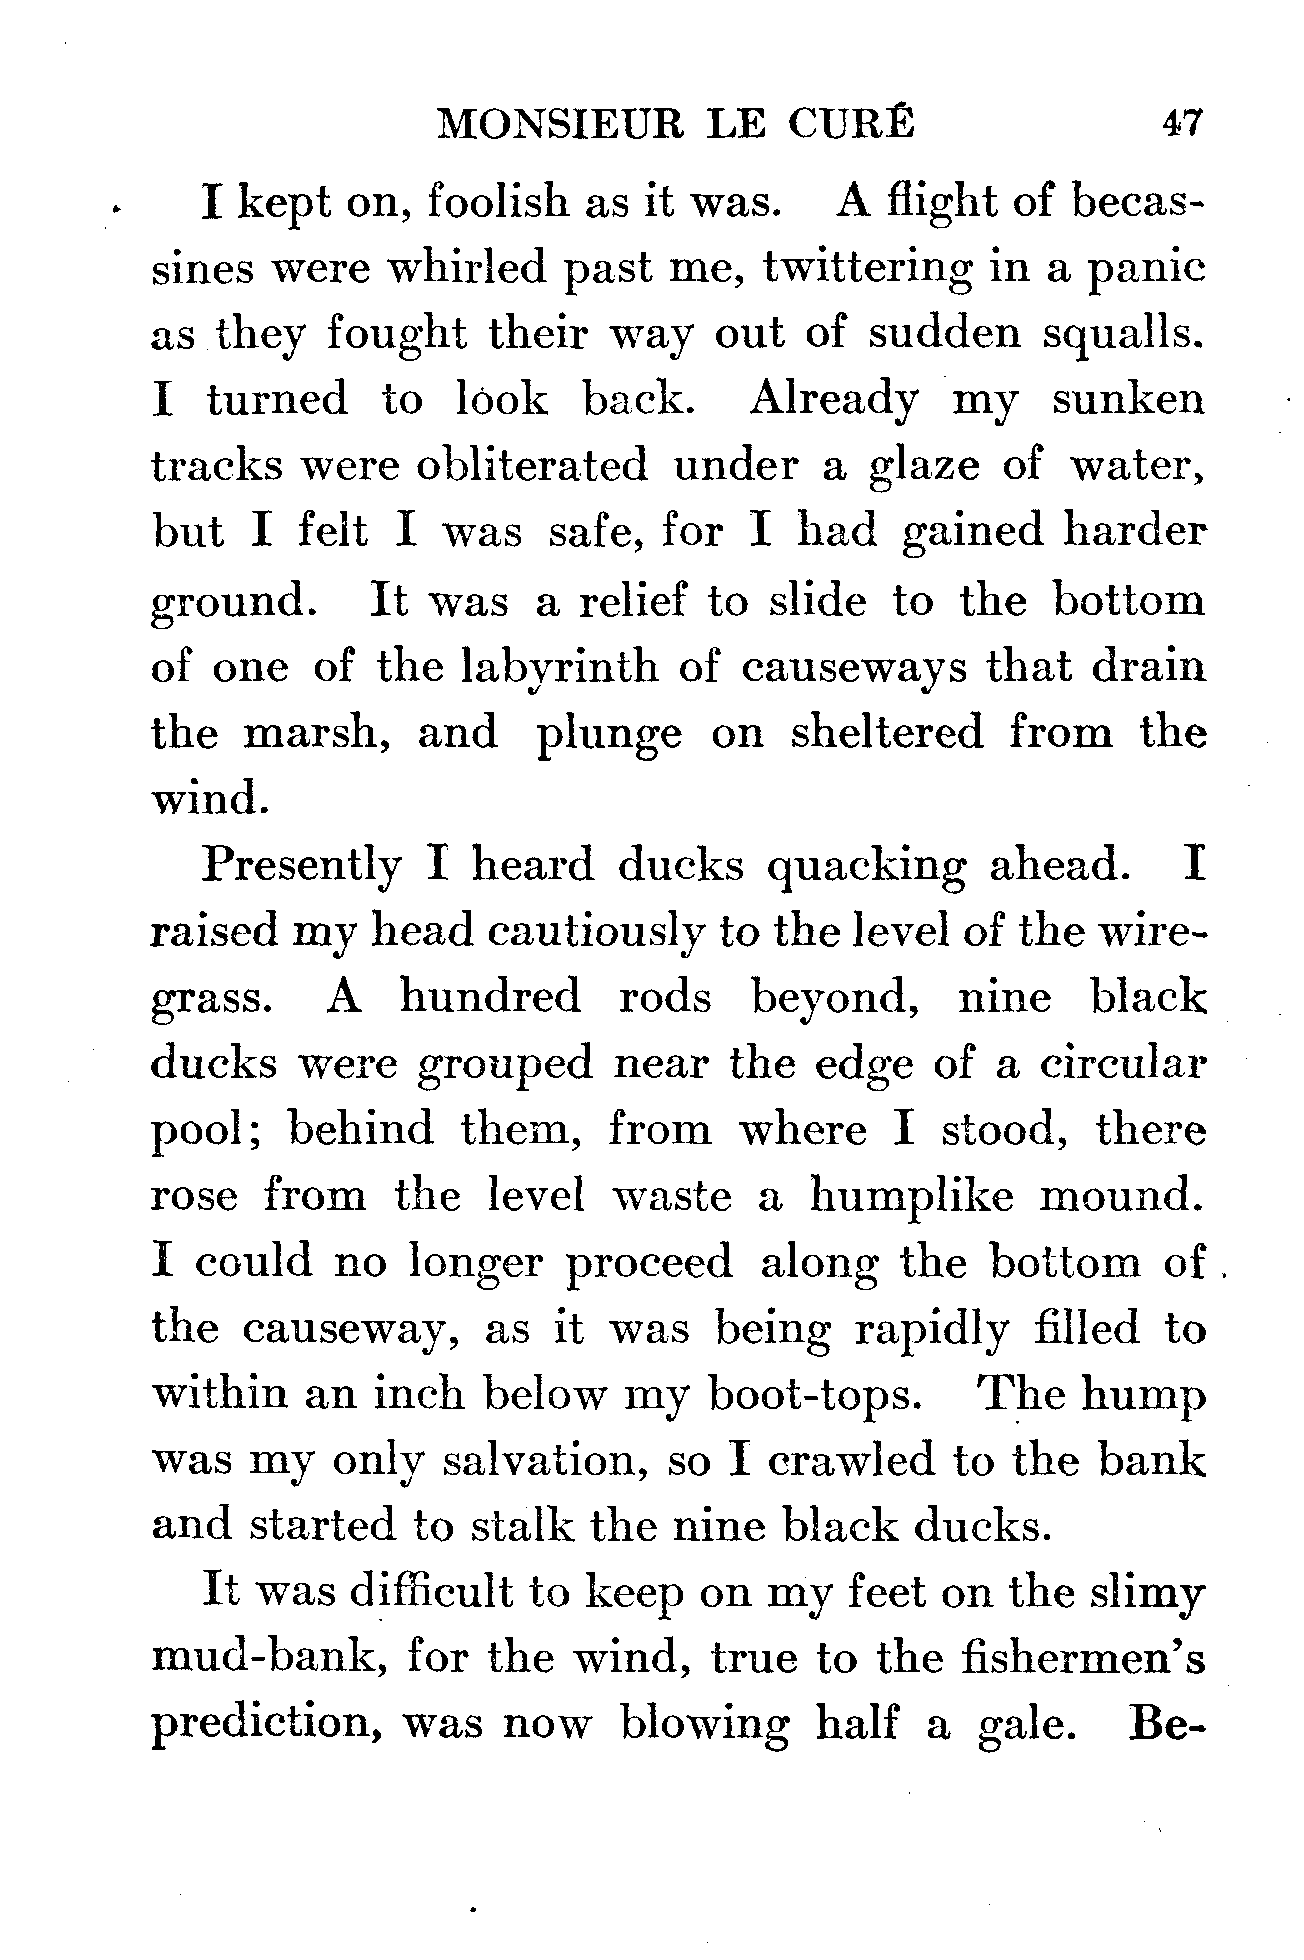 MONSIEUR LE CURÉ 47
I kept on, foolish as it was. A flight of becas-
sines were whirled past me, twittering in a panic
as they fought their way out of sudden squalls.
I turned to look back. Already my sunken
tracks were obliterated under a glaze of water,
but I felt I was safe, for I had gained harder
ground. It was a relief to slide to the bottom
of one of the labyrinth of causeways that drain
the marsh, and plunge on sheltered from the
wind.
Presently I heard ducks quacking ahead. I
raised my head cautiously to the level of the wire-
grass. A hundred rods beyond, nine black
ducks were grouped near the edge of a circular
pool; behind them, from where I stood, there
rose from the level waste a humplike mound.
I could no longer proceed along the bottom of
the causeway, as it was being rapidly filled to
within an inch below my boot-tops. The hump
was my only salvation, so I crawled to the bank
and started to stalk the nine black ducks.
It was difficult to keep on my feet on the slimy
mud-bank, for the wind, true to the fishermen's
prediction, was now blowing half a gale. Be-